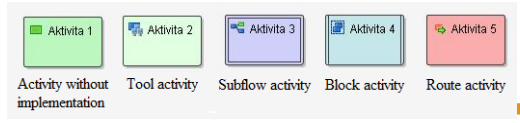 Aktivita 1 Aktivita 2 Aktivita 3 Aktivita 4 Aktivita 5
Activity without Tool activity Subflow activity Block activity Route activity
implementation